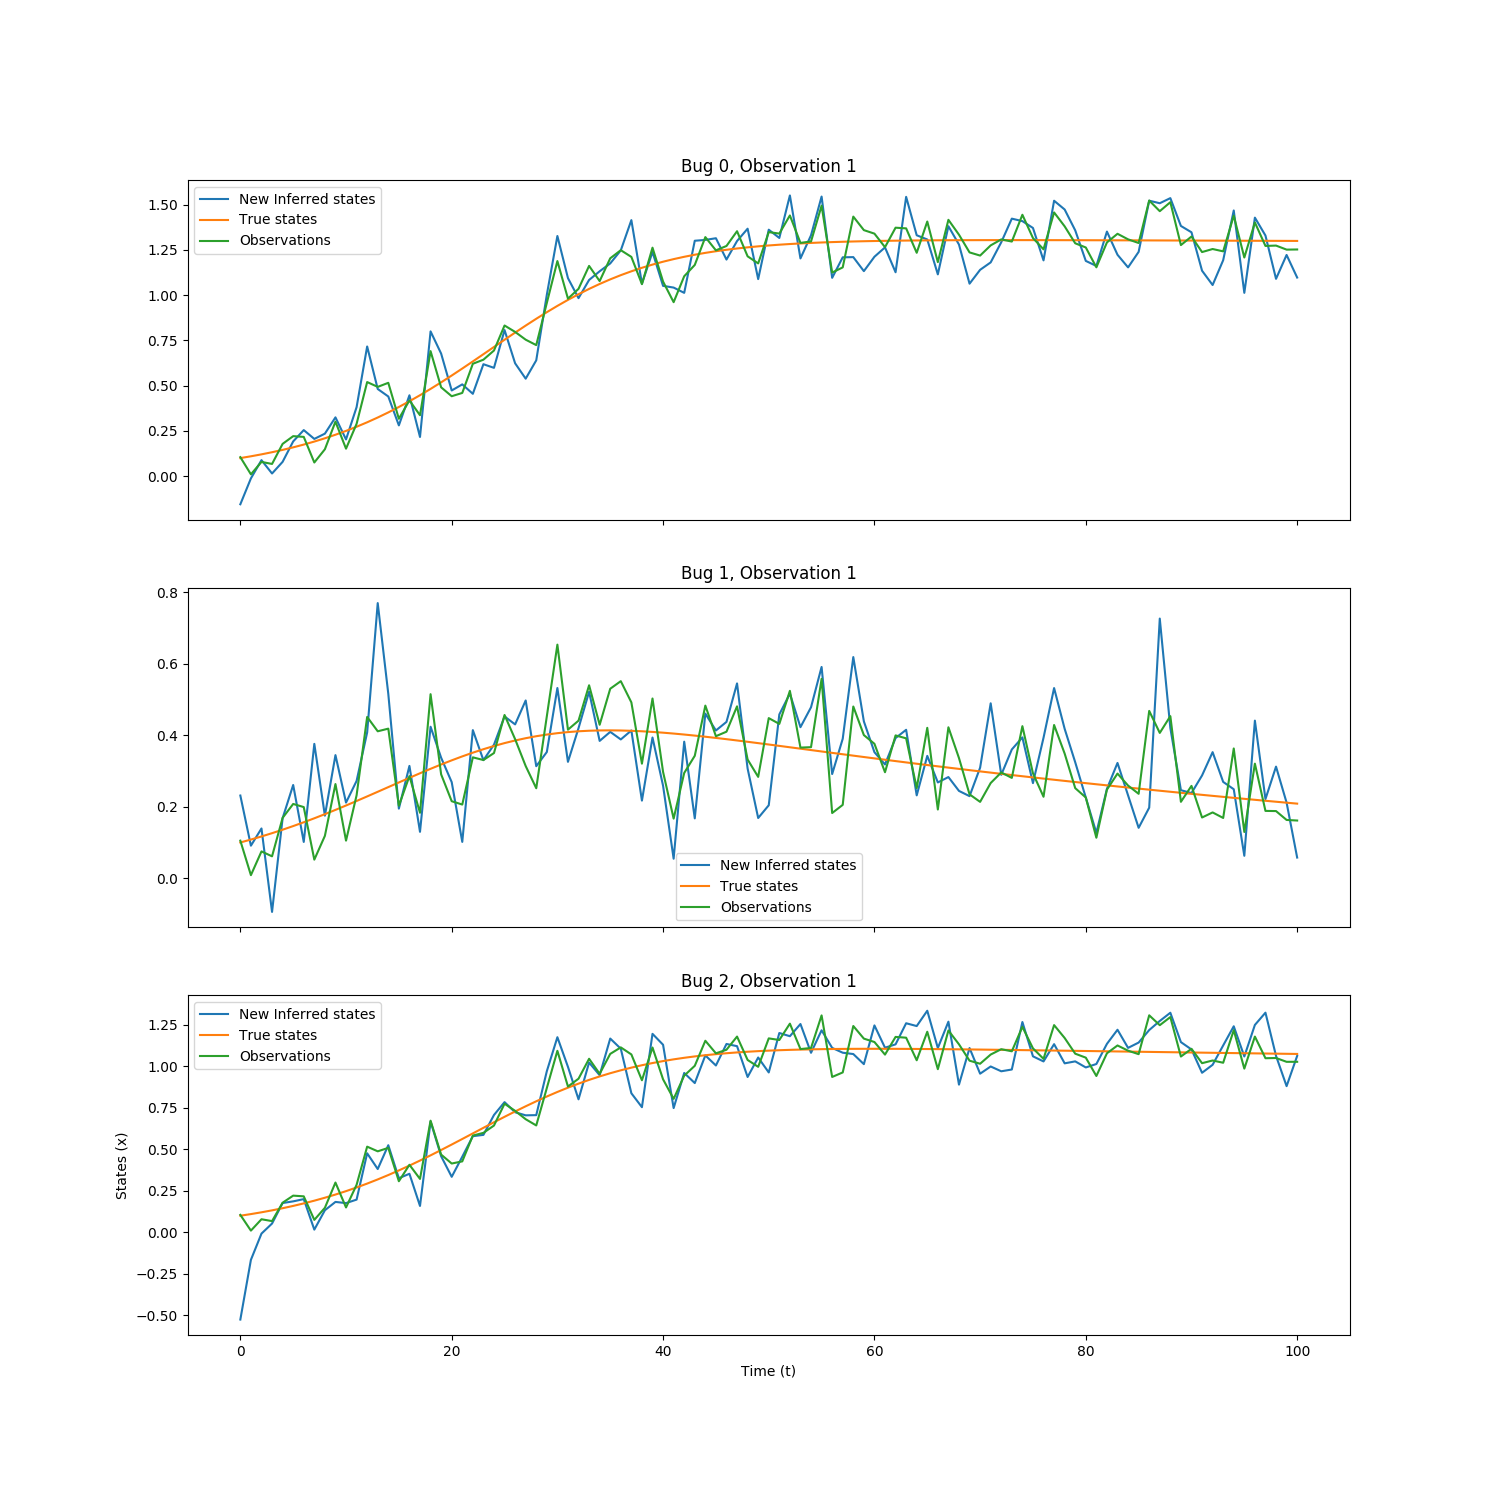 Bug 0, Observation 1
New Inferred states
True states
Observations
1.50
1.25
1.00
0.75
0.50
0.25
0.00
Bug 1, Observation 1
0.8
0.6
0.4
0.2
0.0
New Inferred states
True states
Observations
Bug 2, Observation 1
New Inferred states
True states
Observations
1.25
1.00
0.75
0.50
0.25
0.00
−0.25
−0.50
States (x)
0 20 40 60 80 100
Time (t)